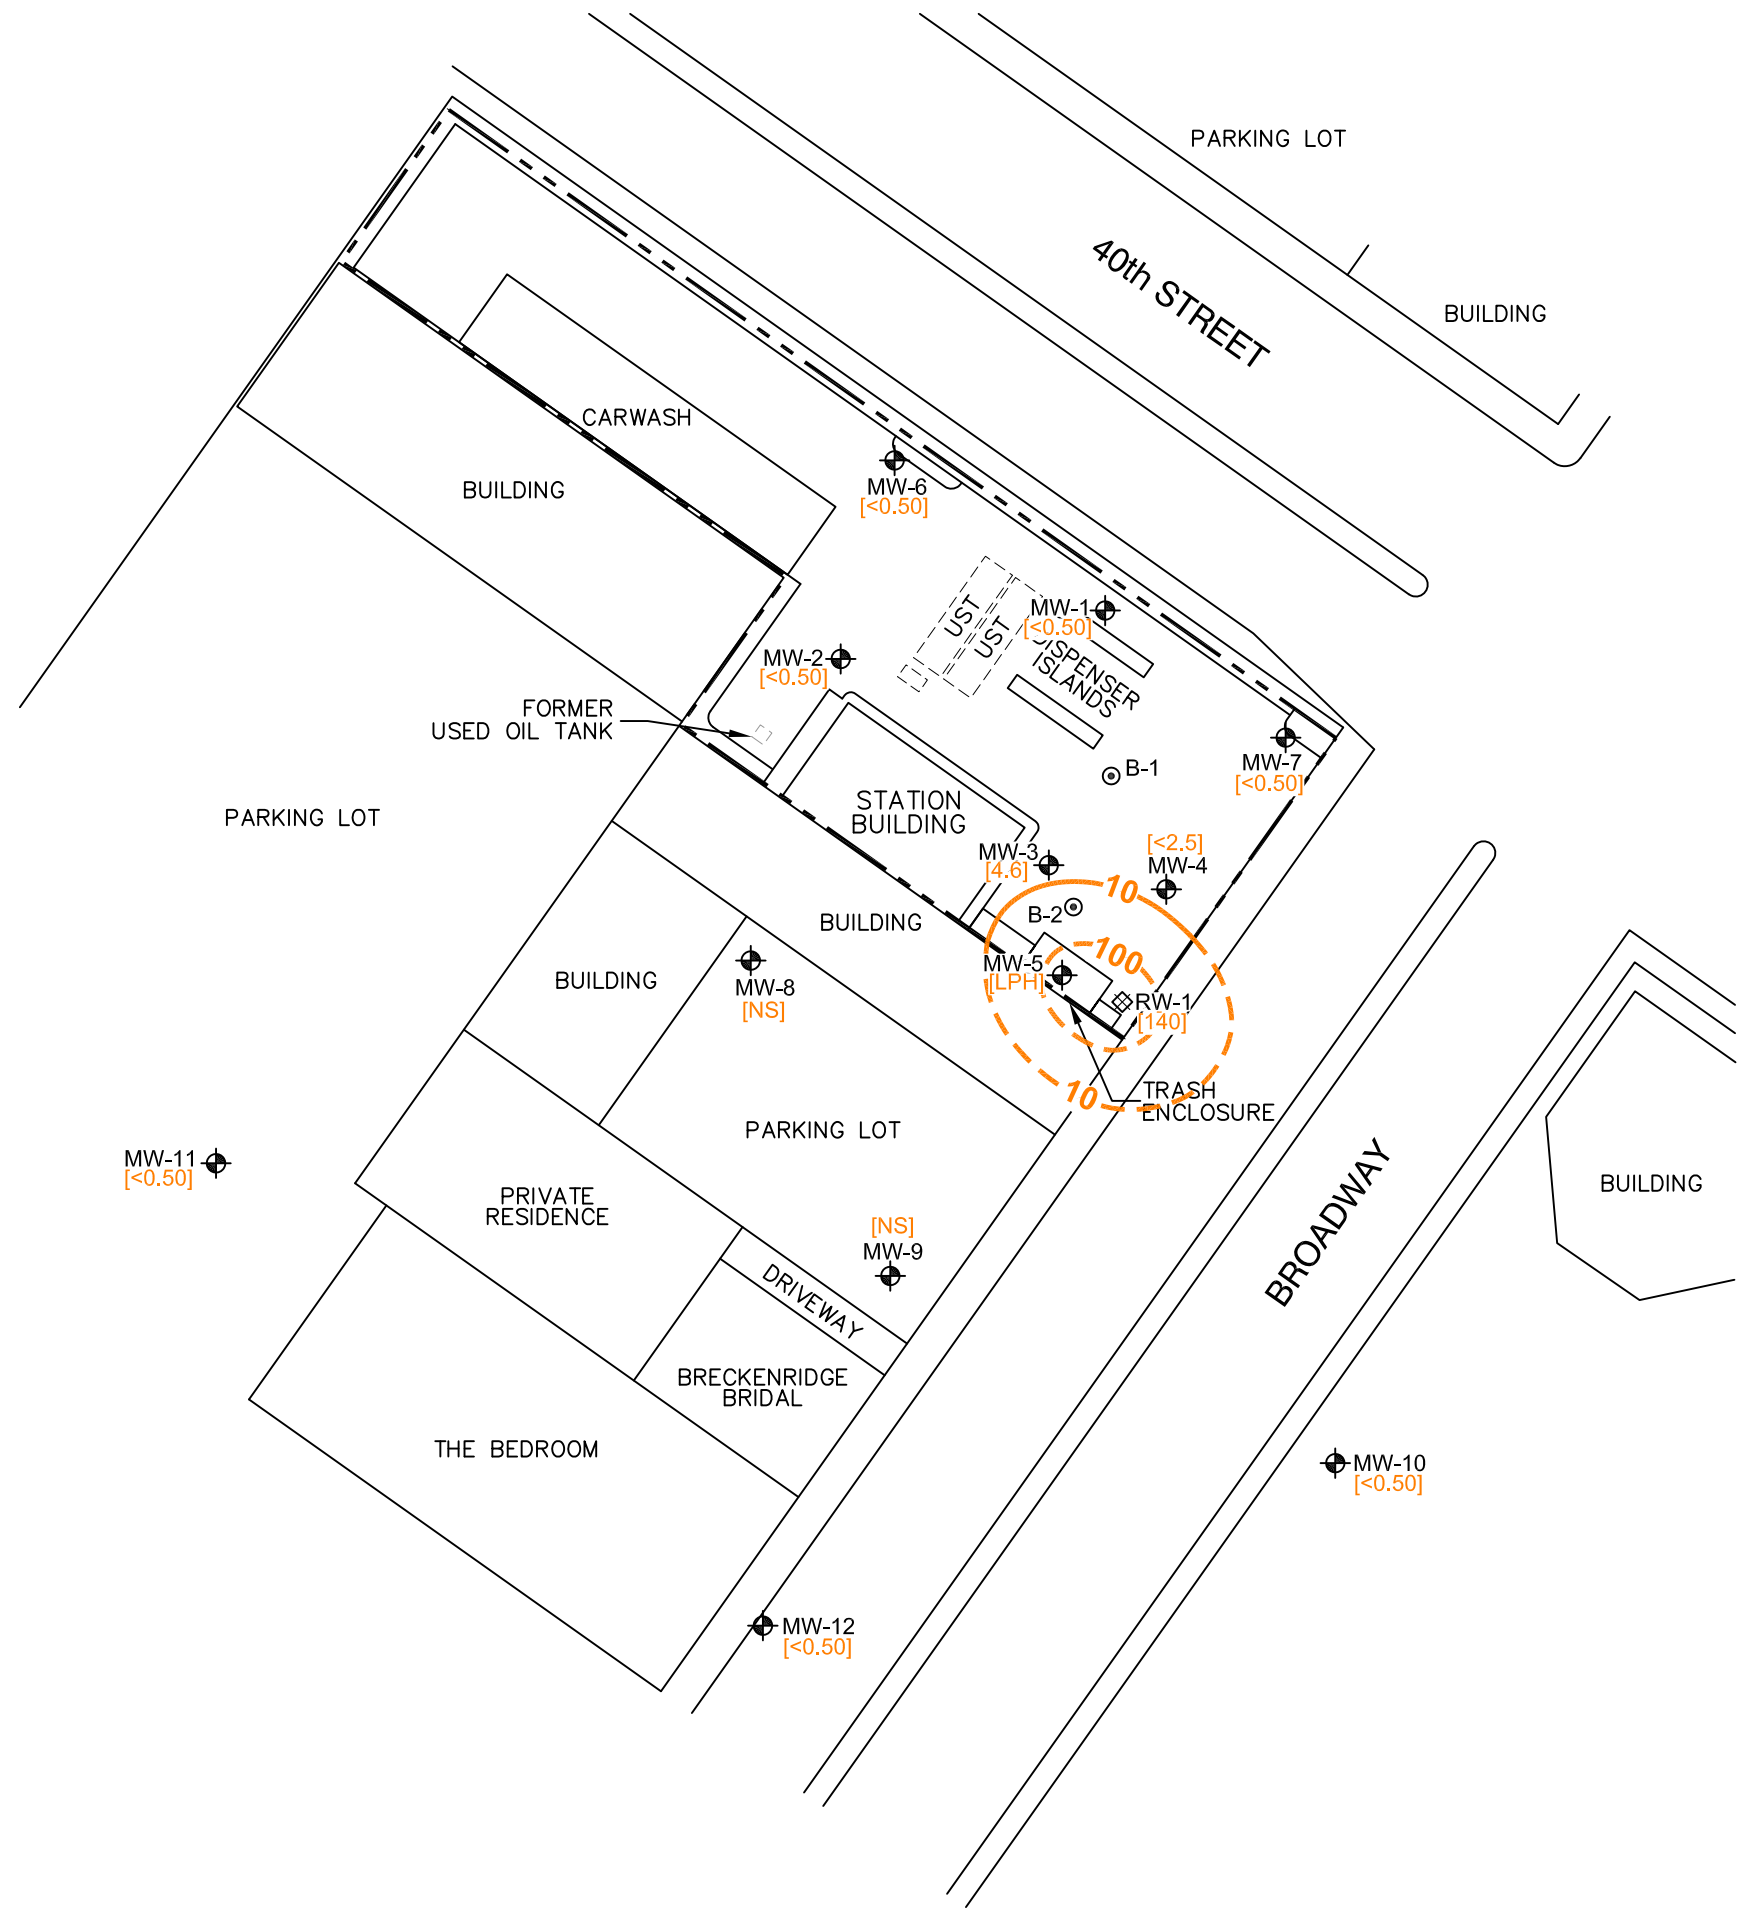 PARKING LOT
40th STREET
BUILDING
CARWASH
BUILDING
MW-6
[<0.50]
UST
UST
MW-1
[<0.50]
DISPENSER
ISLANDS
MW-2
[<0.50]
FORMER
USED OIL TANK
MW-7
[<0.50]
B-1
STATION
BUILDING
PARKING LOT
[<2.5]
MW-4
MW-3
[4.6]
10
B-2
BUILDING
100
MW-5
[LPH]
BUILDING
MW-8
[NS]
RW-1
[140]
10
TRASH
ENCLOSURE
PARKING LOT
MW-11
[<0.50]
PRIVATE
RESIDENCE
BUILDING
BROADWAY
[NS]
MW-9
DRIVEWAY
BRECKENRIDGE
BRIDAL
THE BEDROOM
MW-10
[<0.50]
MW-12
[<0.50]